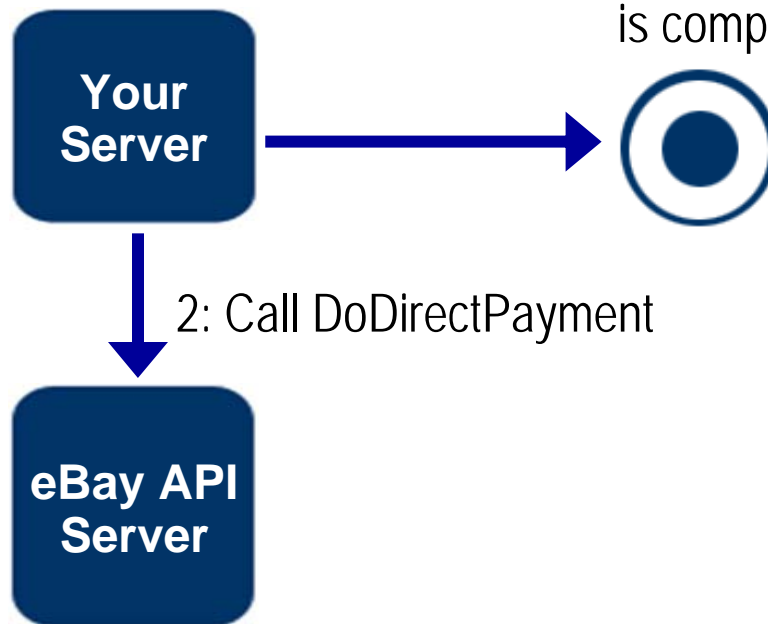 is comp
Your
Server
2: Call DoDirectPayment
eBay API
Server